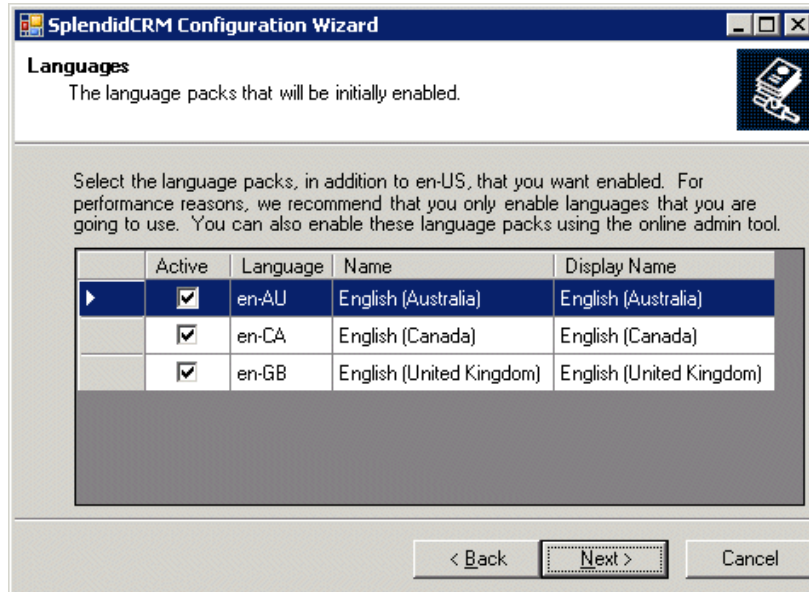 SplendidCRM Configuration Wizard
Languages
The language packs that will be initially enabled.
Select the language packs, in addition to en-US, that you want enabled.  For
performance reasons, we recommend that you only enable languages that you are
going to use.  You can also enable these language packs using the online admin tool.
Active Language Name Display Name
en-AU English (Australia) English (Australia)
en-CA English (Canada) English (Canada)
en-GB English (United Kingdom) English (United Kingdom)
< Back Next > Cancel